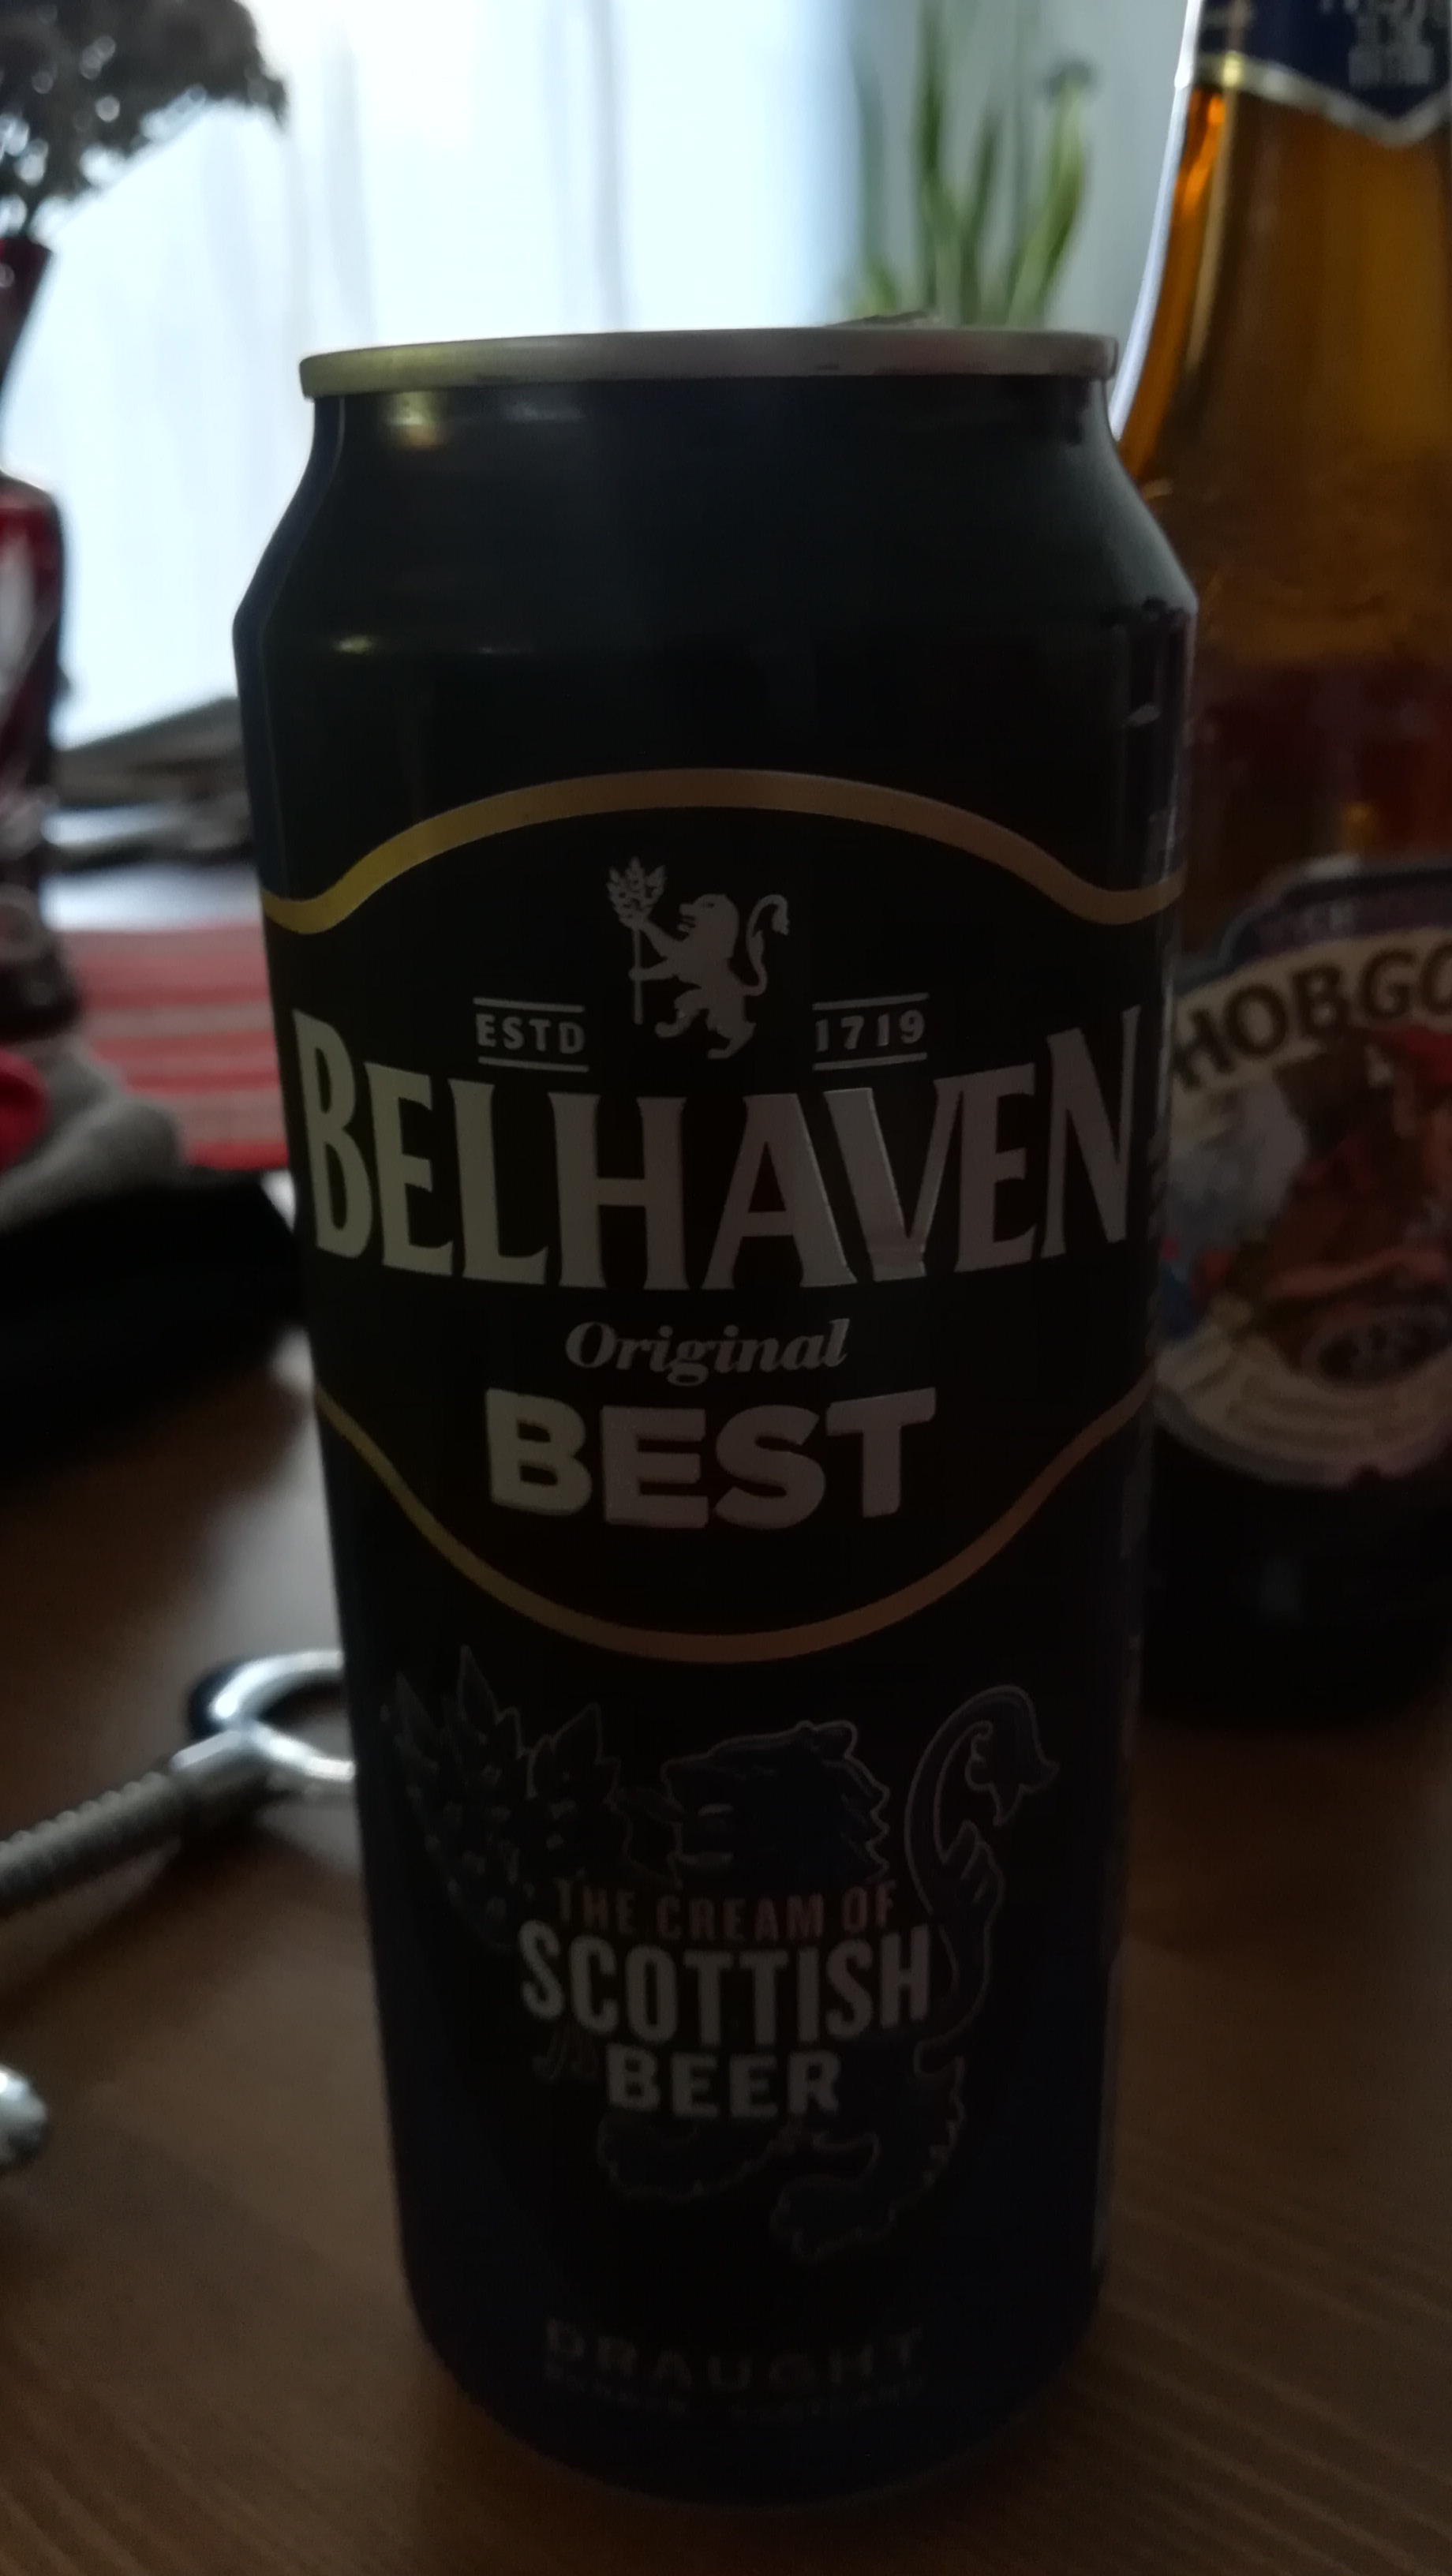 ESTD 1719
BELHAVEN
Original
BEST
THE CREAM OF
SCOTTISH
BEER
DRAUGHT
HOBGO